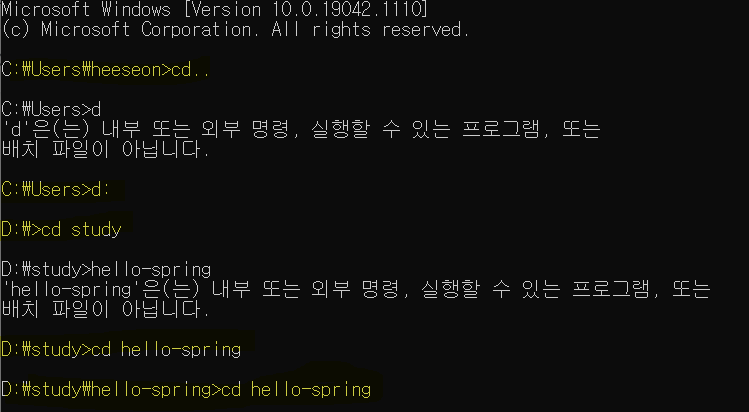 Microsoft Windows [Version 10.0.19042.1110]
(c) Microsoft Corporation. All rights reserved.
C:₩Users₩heeseon>cd..
C:₩Users>d
'd'은(는) 내부 또는 외부 명령, 실행할 수 있는 프로그램, 또는
배치 파일이 아닙니다.
C:₩Users>d:
D:₩>cd study
D:₩study>hello-spring
'hello-spring'은(는) 내부 또는 외부 명령, 실행할 수 있는 프로그램, 또는
배치 파일이 아닙니다.
D:₩study>cd hello-spring
D:₩study₩hello-spring>cd hello-spring